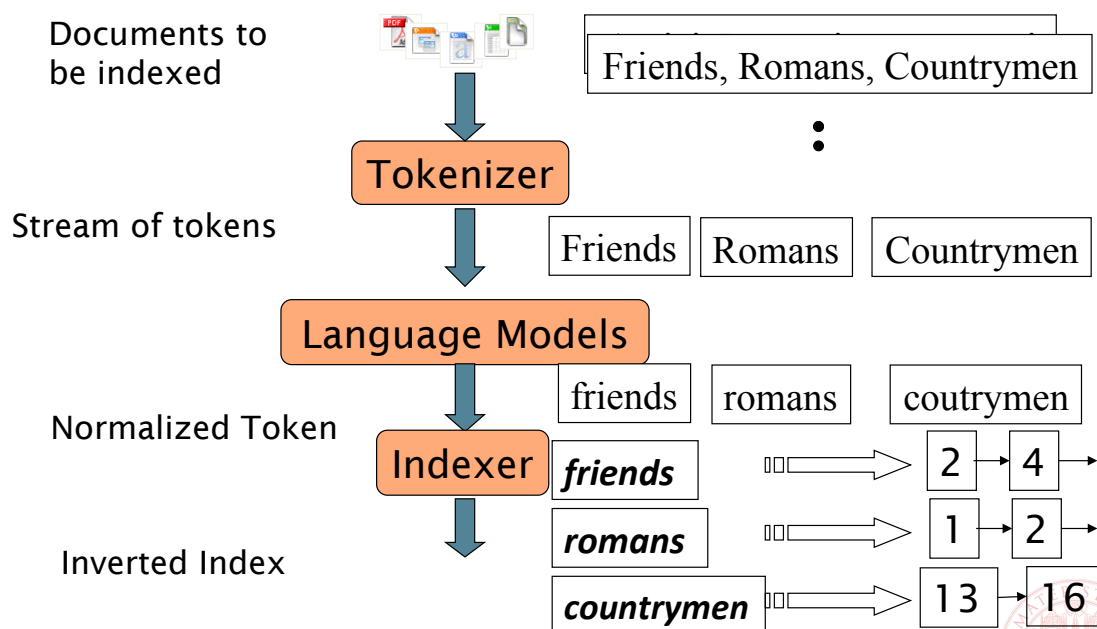 Documents to
be indexed
PDF
a
Friends, Romans, Countrymen
Tokenizer
Stream of tokens
Friends
Romans
Countrymen
Language Models
friends
romans
coutrymen
Normalized Token
Indexer
friends
2
4
romans
1
2
Inverted Index
countrymen
13
16